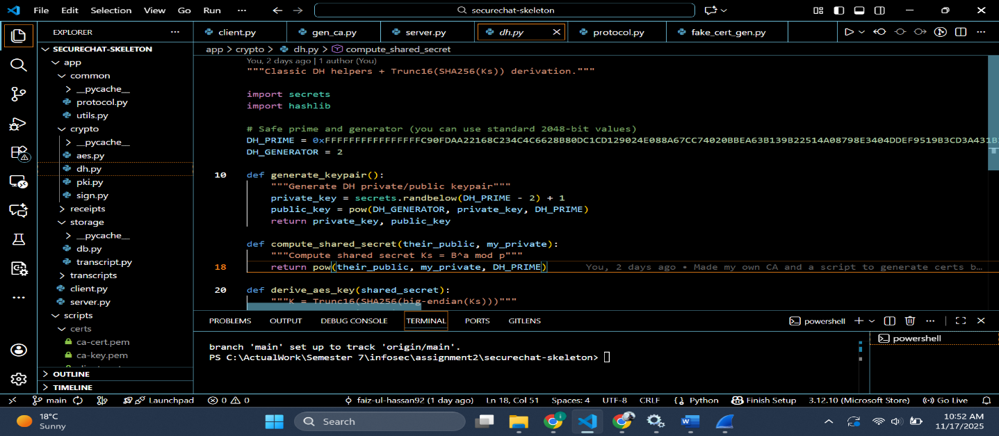 File Edit Selection View Go Run ··· securechat-skeleton
EXPLORER ···
client.py gen_ca.py server.py dh.py protocol.py fake_cert_gen.py
SECURECHAT-SKELETON
app
common
__pycache__
protocol.py
utils.py
crypto
__pycache__
aes.py
dh.py
pki.py
sign.py
receipts
storage
__pycache__
db.py
transcript.py
transcripts
client.py
server.py
scripts
certs
ca-cert.pem
ca-key.pem
OUTLINE
TIMELINE
app > crypto > dh.py > compute_shared_secret
You, 2 days ago | 1 author (You)
"""Classic DH helpers + Trunc16(SHA256(Ks)) derivation."""
import secrets
import hashlib
# Safe prime and generator (you can use standard 2048-bit values)
DH_PRIME = 0xFFFFFFFFFFFFFFFFC90FDAA22168C234C4C6628B80DC1CD129024E088A67CC74020BBEA63B139B22514A08798E3404DDEF9519B3CD3A431B
DH_GENERATOR = 2
10 def generate_keypair():
"""Generate DH private/public keypair"""
private_key = secrets.randbelow(DH_PRIME - 2) + 1
public_key = pow(DH_GENERATOR, private_key, DH_PRIME)
return private_key, public_key
def compute_shared_secret(their_public, my_private):
"""Compute shared secret Ks = B^a mod p"""
18 return pow(their_public, my_private, DH_PRIME) You, 2 days ago • Made my own CA and a script to generate certs b…
20 def derive_aes_key(shared_secret):
"""K = Trunc16(SHA256(big-endian(Ks)))"""
PROBLEMS OUTPUT DEBUG CONSOLE TERMINAL PORTS GITLENS powershell
branch 'main' set up to track 'origin/main'.
PS C:\ActualWork\Semester 7\infosec\assignment2\securechat-skeleton>
powershell
main Launchpad 0 0 faiz-ul-hassan92 (1 day ago) Ln 18, Col 51 Spaces: 4 UTF-8 CRLF Python Finish Setup 3.12.10 (Microsoft Store) Go Live
18°C
Sunny
Search
10:52 AM
11/17/2025